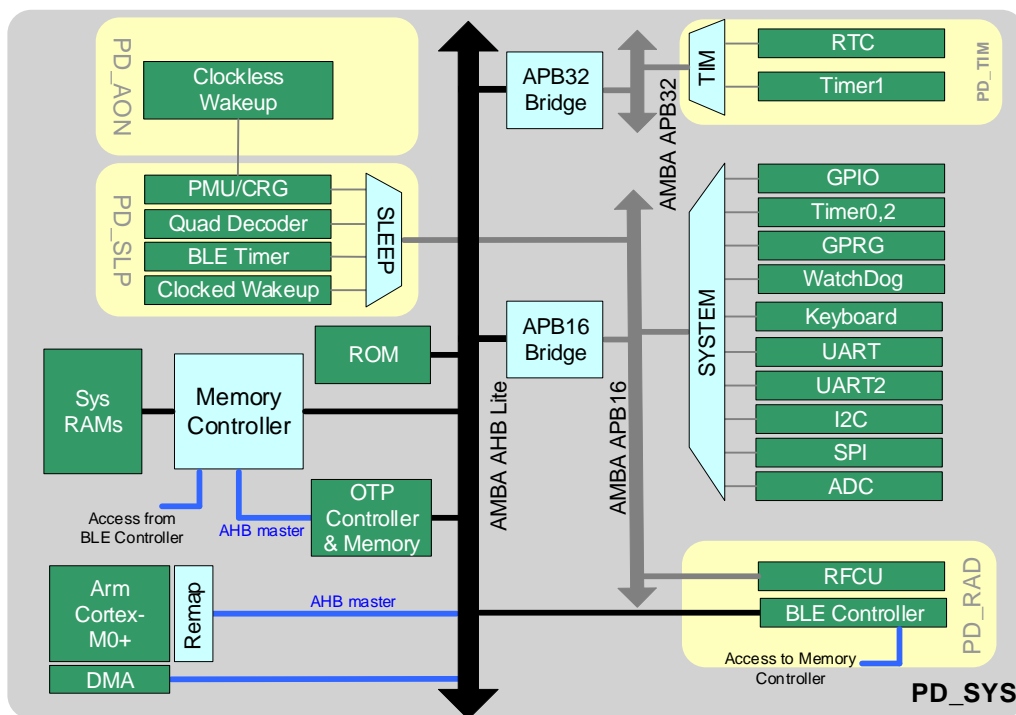 PD_AON
Clockless
Wakeup
PD_SLP
PMU/CRG
Quad Decoder
BLE Timer
Clocked Wakeup
SLEEP
APB32
Bridge
AMBA APB32
TIM
RTC
Timer1
PD_TIM
GPIO
Timer0,2
GPRG
WatchDog
Keyboard
UART
UART2
I2C
SPI
ADC
SYSTEM
APB16
Bridge
AMBA AHB Lite
AMBA APB16
ROM
Sys
RAMs
Memory
Controller
Access from
BLE Controller
AHB master
OTP
Controller
& Memory
Arm
Cortex-
M0+
Remap
AHB master
DMA
RFCU
BLE Controller
PD_RAD
Access to Memory
Controller
PD_SYS